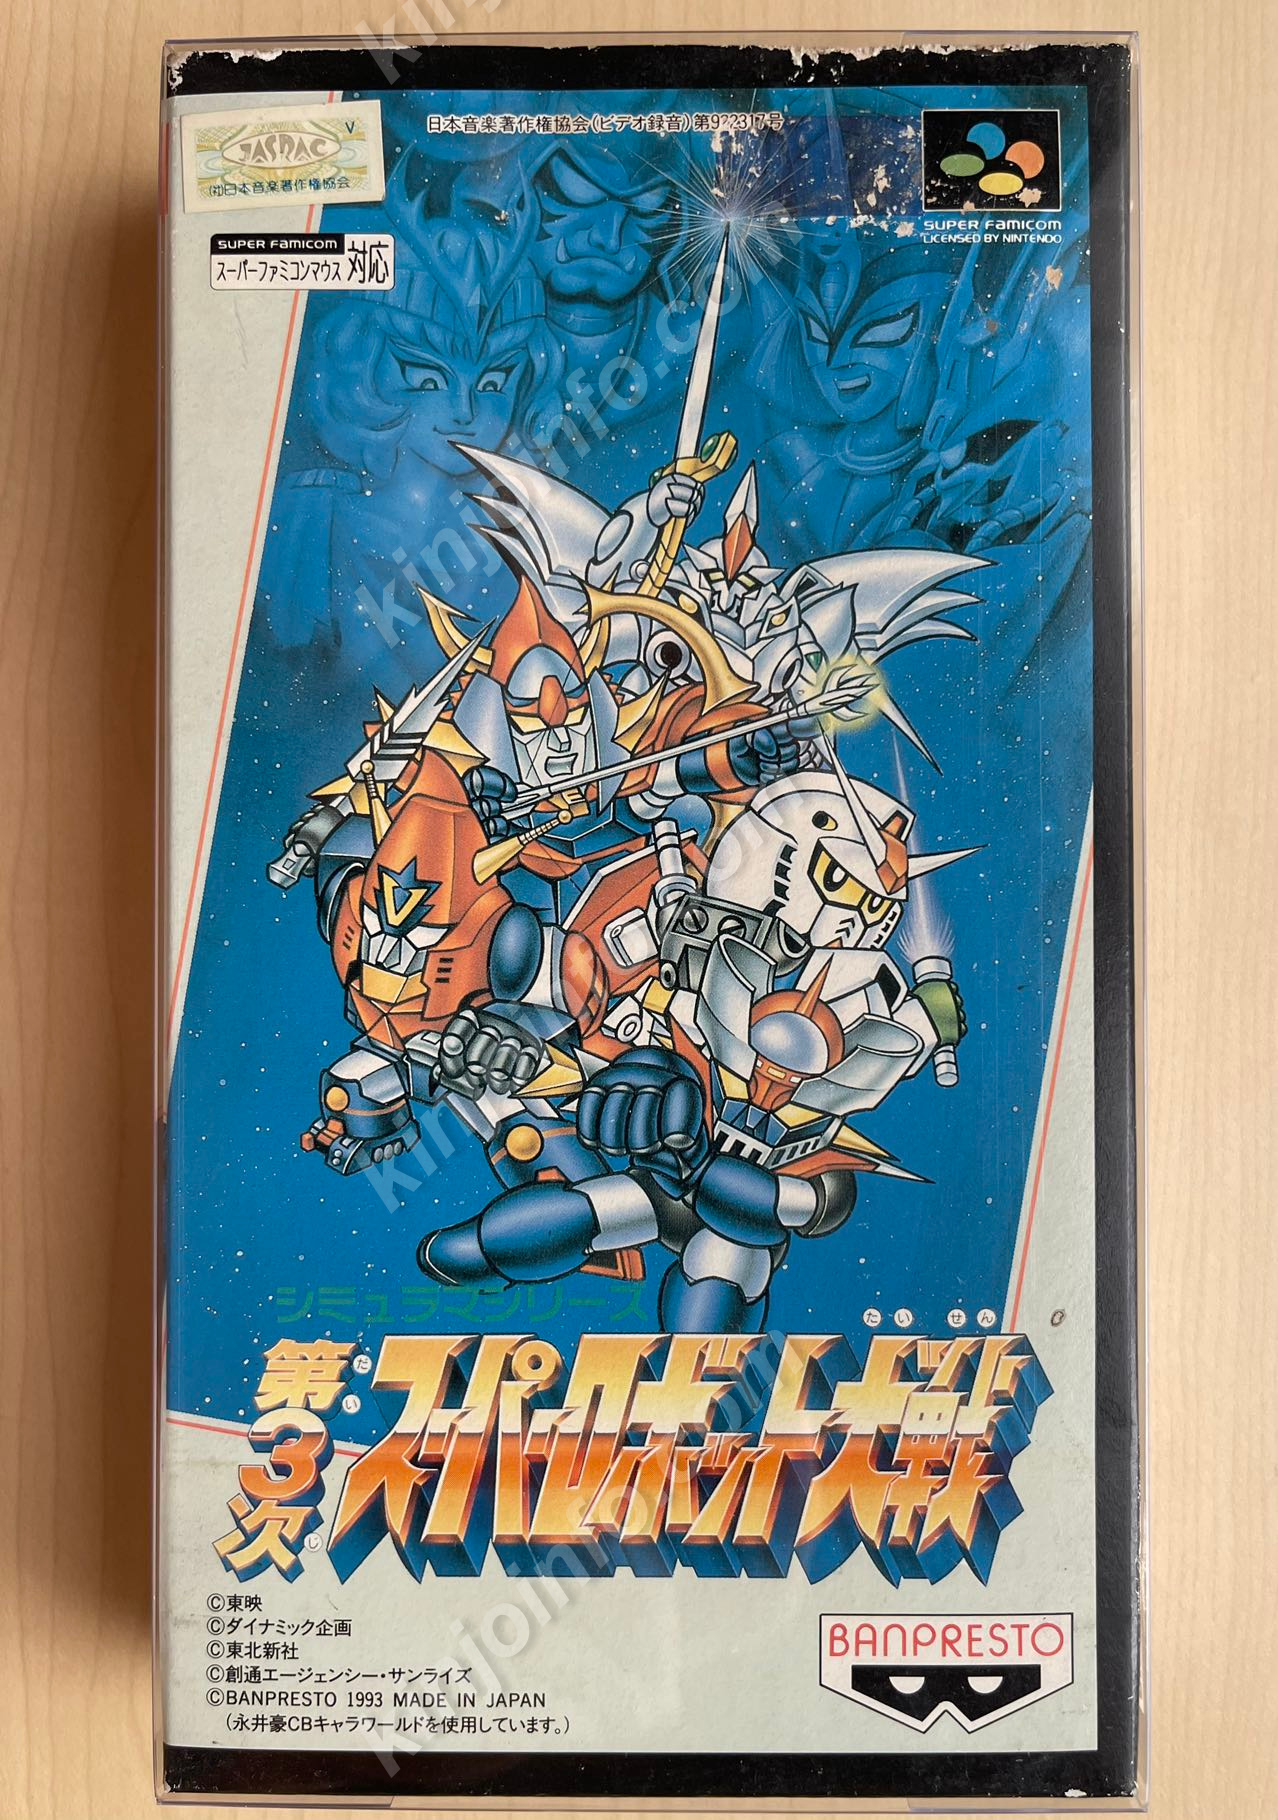 日本音楽著作権協会(ビデオ録音)第922317号
JASRAC
V
(社)日本音楽著作権協会
SUPER FAMICOM
スーパーファミコンマウス
対応
SUPER FAMICOM
LICENSED BY NINTENDO
シミュラマシリーズ
たいせん
第3次
だいじ
スーパーロボット大戦
©東映
©ダイナミック企画
©東北新社
©創通エージェンシー・サンライズ
©BANPRESTO 1993 MADE IN JAPAN
(永井豪CBキャラワールドを使用しています。)
BANPRESTO
kinjoinfo.com
kinjoinfo.com
kinjoinfo.com
kinjoinfo.com